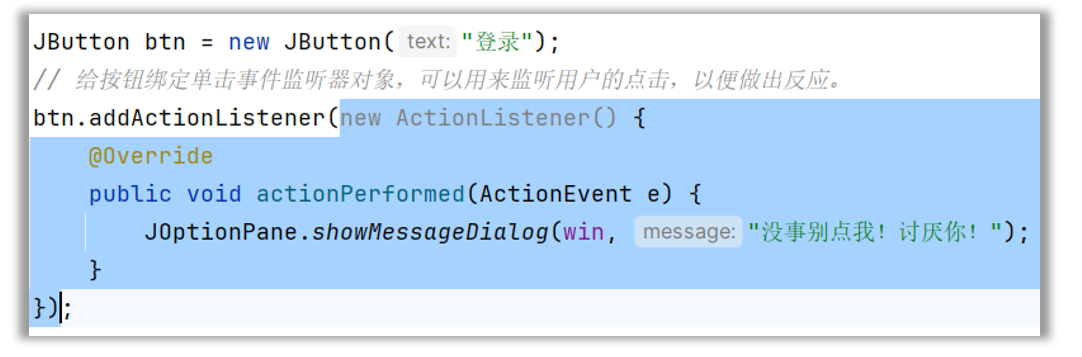 JButton btn = new JButton( text: "登录");
// 给按钮绑定单击事件监听器对象，可以用来监听用户的点击，以便做出反应。
btn.addActionListener(new ActionListener() {
    @Override
    public void actionPerformed(ActionEvent e) {
        JOptionPane.showMessageDialog(win, message: "没事别点我！讨厌你！");
    }
});